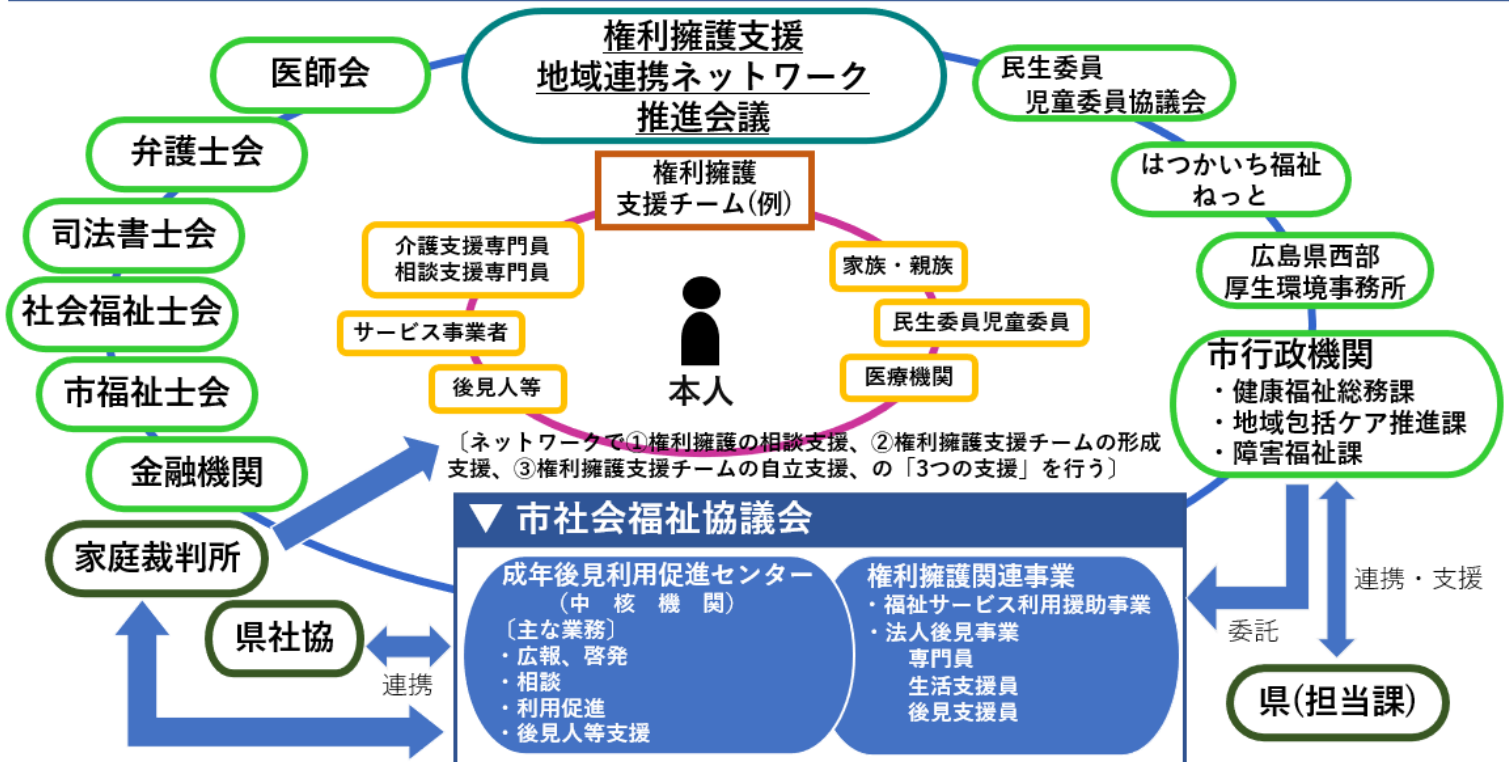 権利擁護支援
地域連携ネットワーク
推進会議
医師会
弁護士会
司法書士会
社会福祉士会
市福祉士会
金融機関
家庭裁判所
県社協
連携
民生委員
児童委員協議会
はつかいち福祉
ねっと
広島県西部
厚生環境事務所
市行政機関
・健康福祉総務課
・地域包括ケア推進課
・障害福祉課
連携・支援
委託
県(担当課)
権利擁護
支援チーム(例)
介護支援専門員
相談支援専門員
サービス事業者
後見人等
家族・親族
民生委員児童委員
医療機関
本人
〔ネットワークで①権利擁護の相談支援、②権利擁護支援チームの形成
支援、③権利擁護支援チームの自立支援、の「3つの支援」を行う〕
▼ 市社会福祉協議会
成年後見利用促進センター
（中 核 機 関）
〔主な業務〕
・広報、啓発
・相談
・利用促進
・後見人等支援
権利擁護関連事業
・福祉サービス利用援助事業
・法人後見事業
専門員
生活支援員
後見支援員